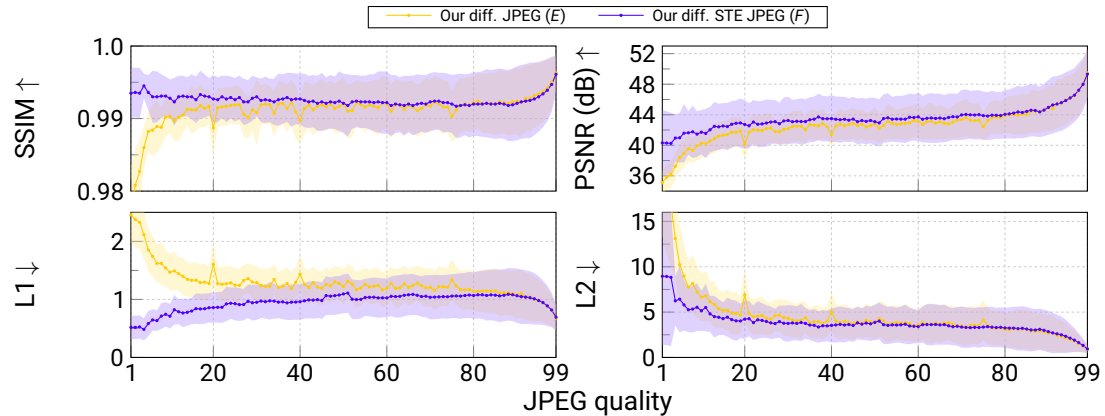 Our diff. JPEG (E) Our diff. STE JPEG (F)
SSIM ↑
1.0
0.99
0.98
PSNR (dB) ↑
52
48
44
40
36
L1 ↓
2
1
0
1 20 40 60 80 99
L2 ↓
15
10
5
0
1 20 40 60 80 99
JPEG quality